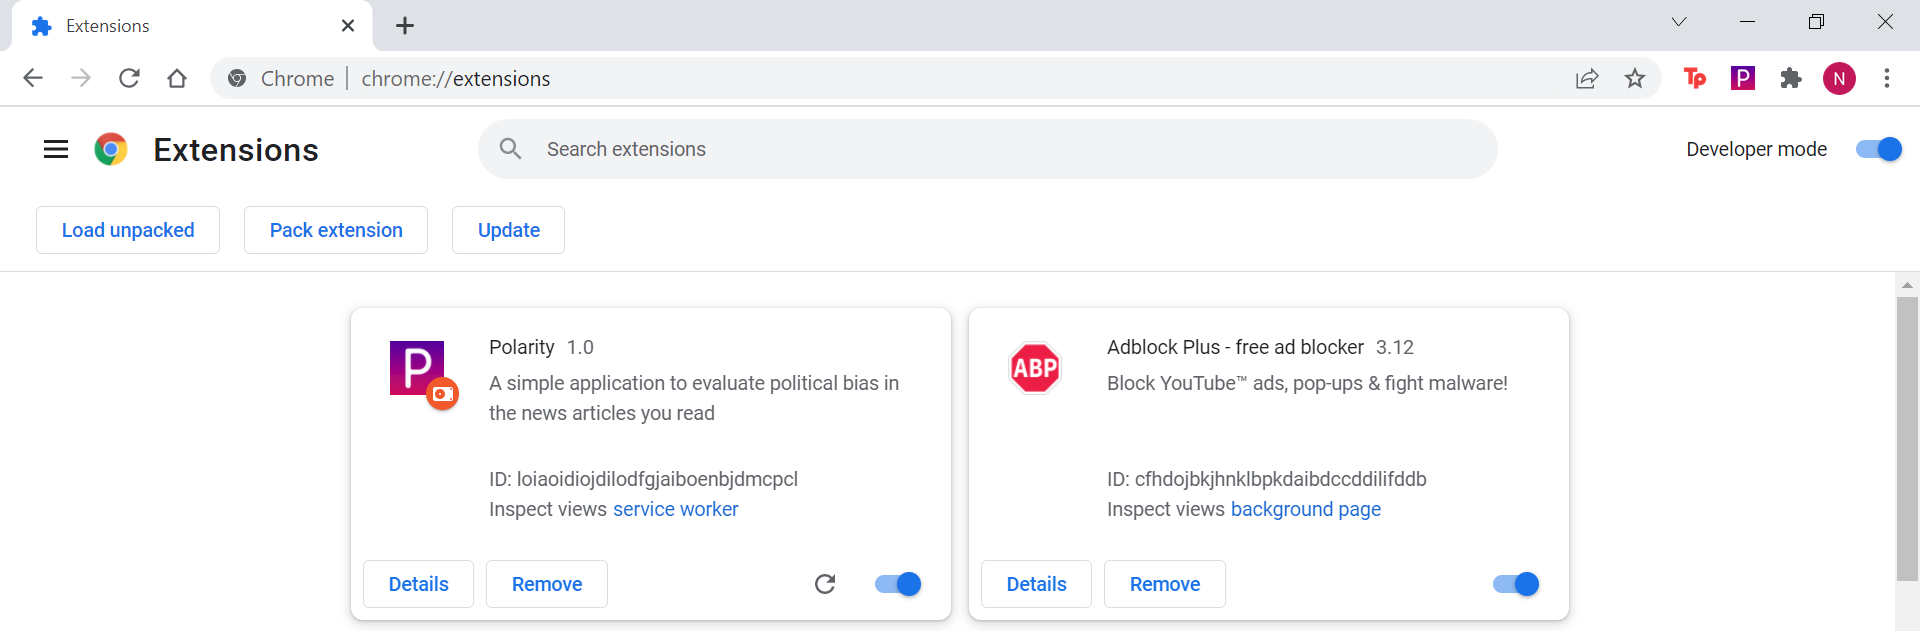 Extensions
Chrome | chrome://extensions
Tp
P
N
Extensions
Search extensions
Developer mode
Load unpacked
Pack extension
Update
P
Polarity 1.0
A simple application to evaluate political bias in
the news articles you read
ID: loiaoidiojdilodfgjaiboenbjdmcpcl
Inspect views service worker
Details
Remove
ABP
Adblock Plus - free ad blocker 3.12
Block YouTube™ ads, pop-ups & fight malware!
ID: cfhdojbkjhnklbpkdaibdccddilifddb
Inspect views background page
Details
Remove